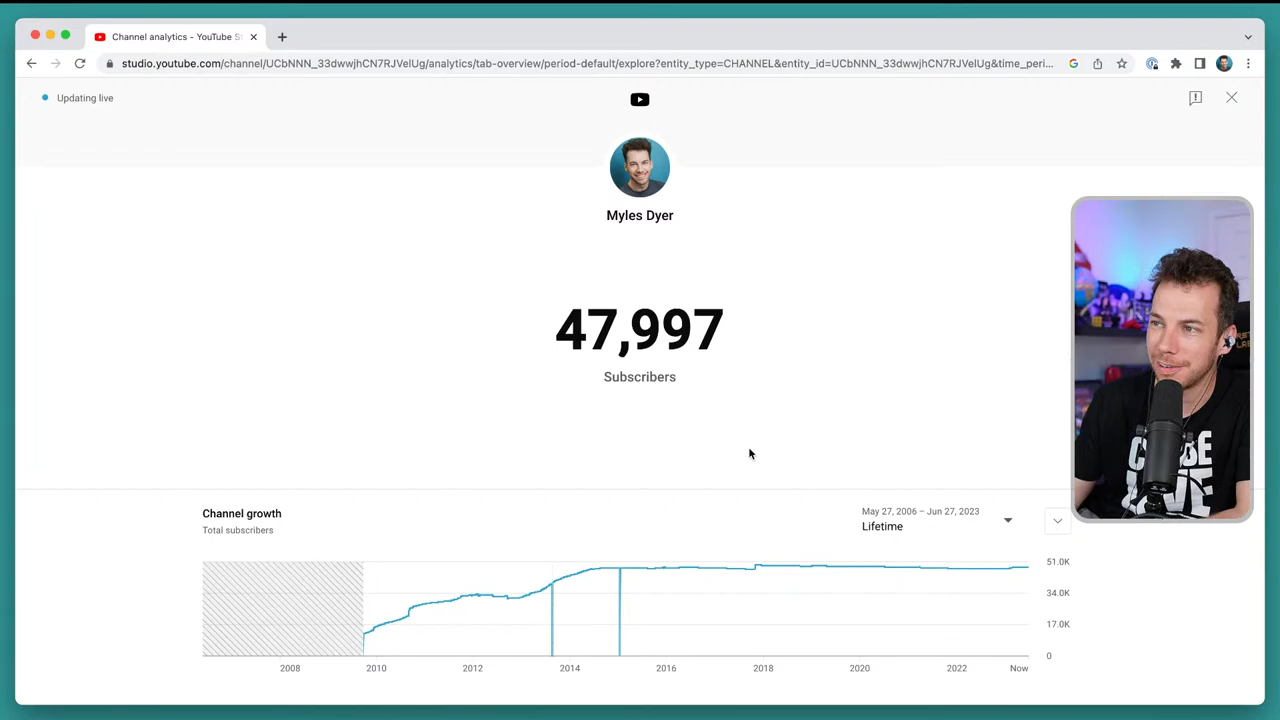 Channel analytics - YouTube St
studio.youtube.com/channel/UCbNNN_33dwwjhCN7RJVelUg/analytics/tab-overview/period-default/explore?entity_type=CHANNEL&entity_id=UCbNNN_33dwwjhCN7RJVelUg&time_peri...
Updating live
Myles Dyer
47,997
Subscribers
Channel growth
Total subscribers
May 27, 2006 – Jun 27, 2023
Lifetime
51.0K
34.0K
17.0K
0
2008 2010 2012 2014 2016 2018 2020 2022 Now